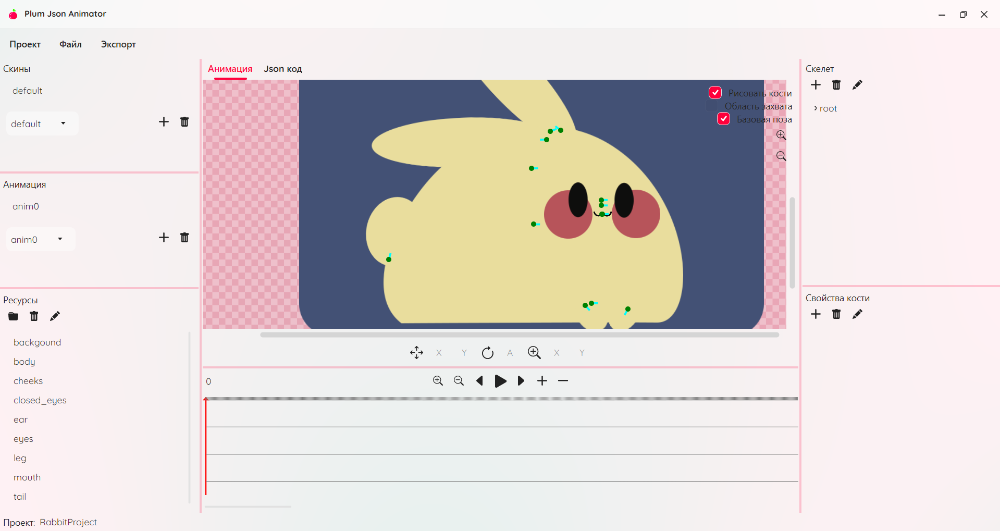 Plum Json Animator
Проект Файл Экспорт
Скины
default
default
Анимация
anim0
anim0
Ресурсы
backgound
body
cheeks
closed_eyes
ear
eyes
leg
mouth
tail
Проект: RabbitProject
Анимация Json код
Рисовать кости
Область захвата
Базовая поза
X Y A X Y
0
Скелет
root
Свойства кости